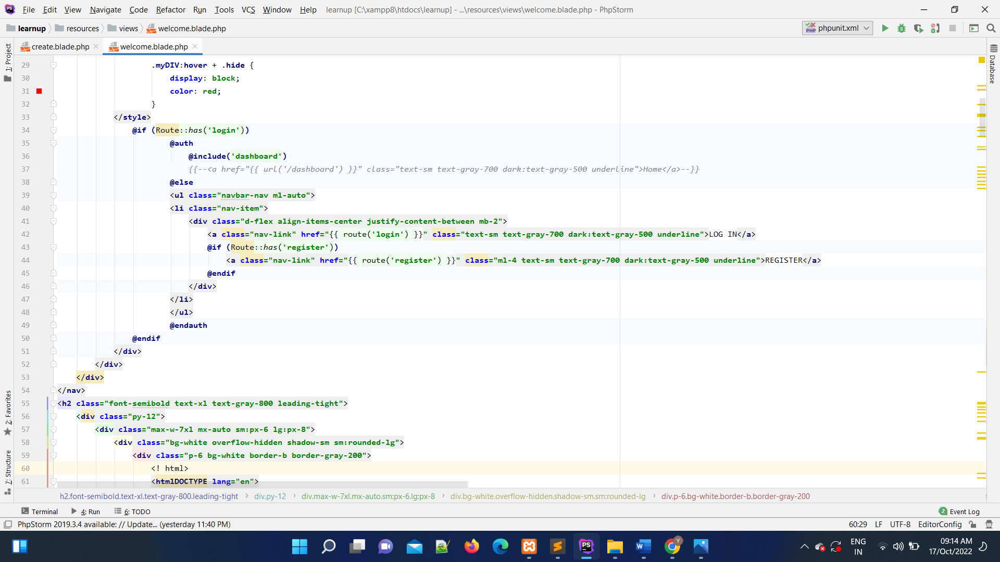 File Edit View Navigate Code Refactor Run Tools VCS Window Help learnup [C:\xampp8\htdocs\learnup] - ...\resources\views\welcome.blade.php - PhpStorm
learnup resources views welcome.blade.php phpunit.xml
create.blade.php welcome.blade.php
1: Project
Database
29 .myDIV:hover + .hide {
30 display: block;
31 color: red;
32 }
33 </style>
34 @if (Route::has('login'))
35 @auth
36 @include('dashboard')
37 {{--<a href="{{ url('/dashboard') }}" class="text-sm text-gray-700 dark:text-gray-500 underline">Home</a>--}}
38 @else
39 <ul class="navbar-nav ml-auto">
40 <li class="nav-item">
41 <div class="d-flex align-items-center justify-content-between mb-2">
42 <a class="nav-link" href="{{ route('login') }}" class="text-sm text-gray-700 dark:text-gray-500 underline">LOG IN</a>
43 @if (Route::has('register'))
44 <a class="nav-link" href="{{ route('register') }}" class="ml-4 text-sm text-gray-700 dark:text-gray-500 underline">REGISTER</a>
45 @endif
46 </div>
47 </li>
48 </ul>
49 @endauth
50 @endif
51 </div>
52 </div>
53 </div>
54 </nav>
55 <h2 class="font-semibold text-xl text-gray-800 leading-tight">
56 <div class="py-12">
57 <div class="max-w-7xl mx-auto sm:px-6 lg:px-8">
58 <div class="bg-white overflow-hidden shadow-sm sm:rounded-lg">
59 <div class="p-6 bg-white border-b border-gray-200">
60 <! html>
61 <htmlDOCTYPE lang="en">
2: Favorites
7: Structure
h2.font-semibold.text-xl.text-gray-800.leading-tight div.py-12 div.max-w-7xl.mx-auto.sm:px-6.lg:px-8 div.bg-white.overflow-hidden.shadow-sm.sm:rounded-lg div.p-6.bg-white.border-b.border-gray-200
Terminal 4: Run 6: TODO 2 Event Log
PhpStorm 2019.3.4 available: // Update... (yesterday 11:40 PM) 60:29 LF UTF-8 EditorConfig
ENG 09:14 AM
IN 17/Oct/2022